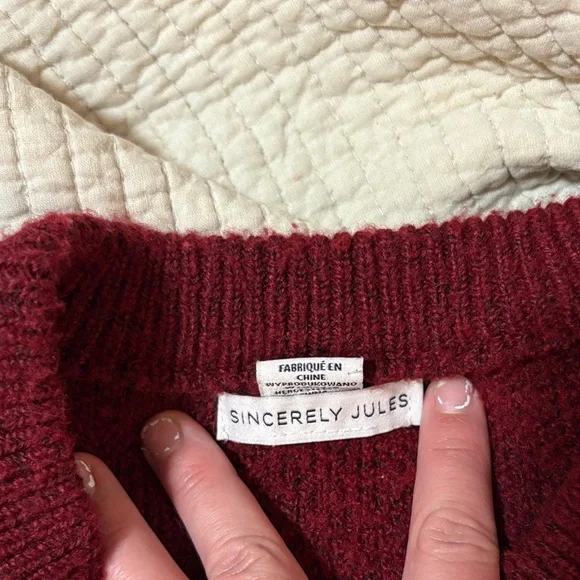 FABRIQUÉ EN
CHINE
WYPRODUKOWANO
SINCERELY JULES